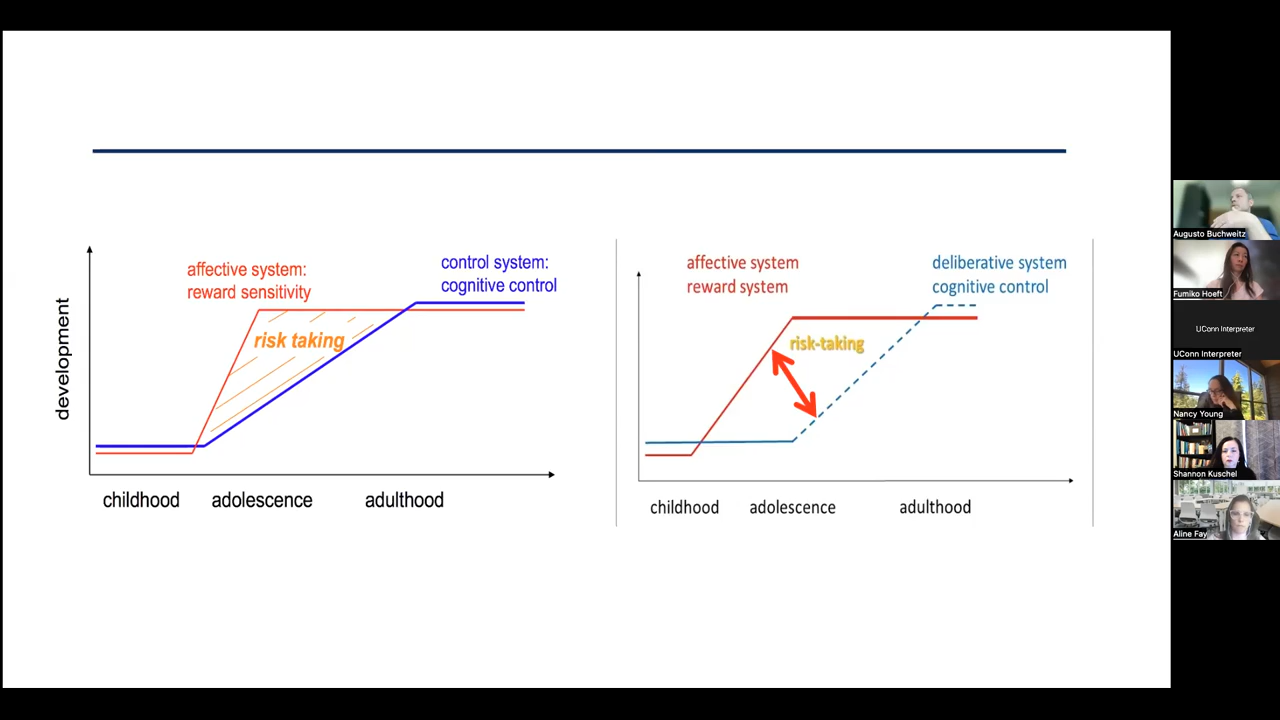 development
affective system:
reward sensitivity
control system:
cognitive control
risk taking
childhood adolescence adulthood
affective system
reward system
deliberative system
cognitive control
risk-taking
childhood adolescence adulthood
Augusto Buchweitz
Fumiko Hoeft
UConn Interpreter
UConn Interpreter
Nancy Young
Shannon Kuschel
Aline Fay